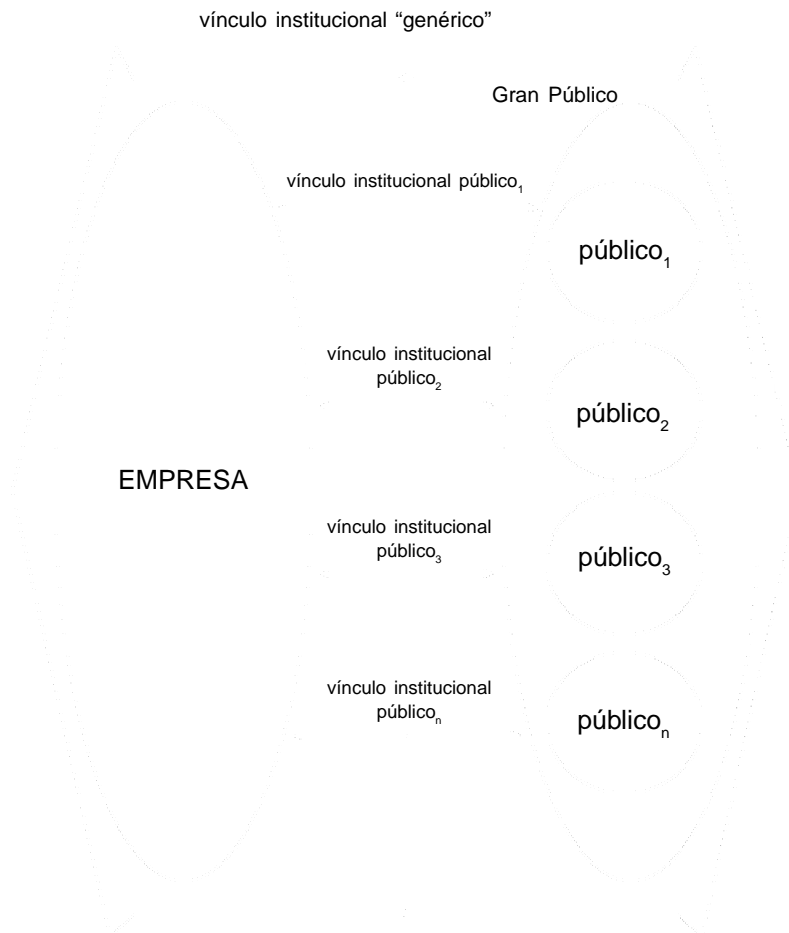 vínculo institucional “genérico”
Gran Público
vínculo institucional público₁
público₁
vínculo institucional
público₂
público₂
EMPRESA
vínculo institucional
público₃
público₃
vínculo institucional
públicoₙ
públicoₙ